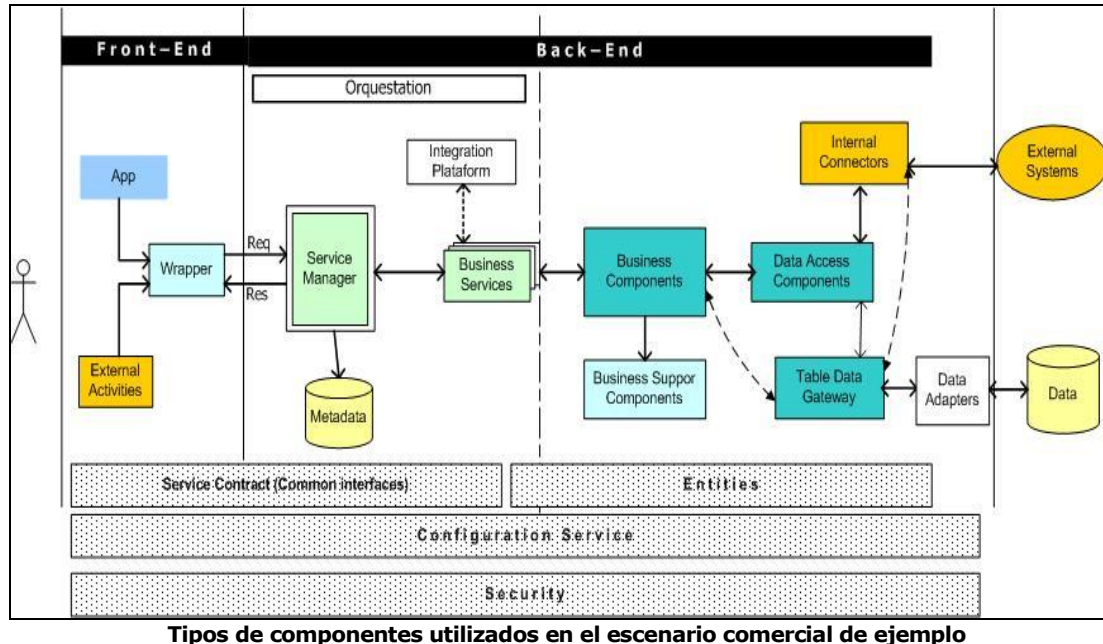 Front-End
Back-End
Orquestation
Integration
Plataform
Internal
Connectors
External
Systems
App
Req
Wrapper
Service
Manager
Business
Services
Business
Components
Data Access
Components
Res
External
Activities
Metadata
Business Suppor
Components
Table Data
Gateway
Data
Adapters
Data
Service Contract (Common interfaces)
Entities
Configuration Service
Security
Tipos de componentes utilizados en el escenario comercial de ejemplo